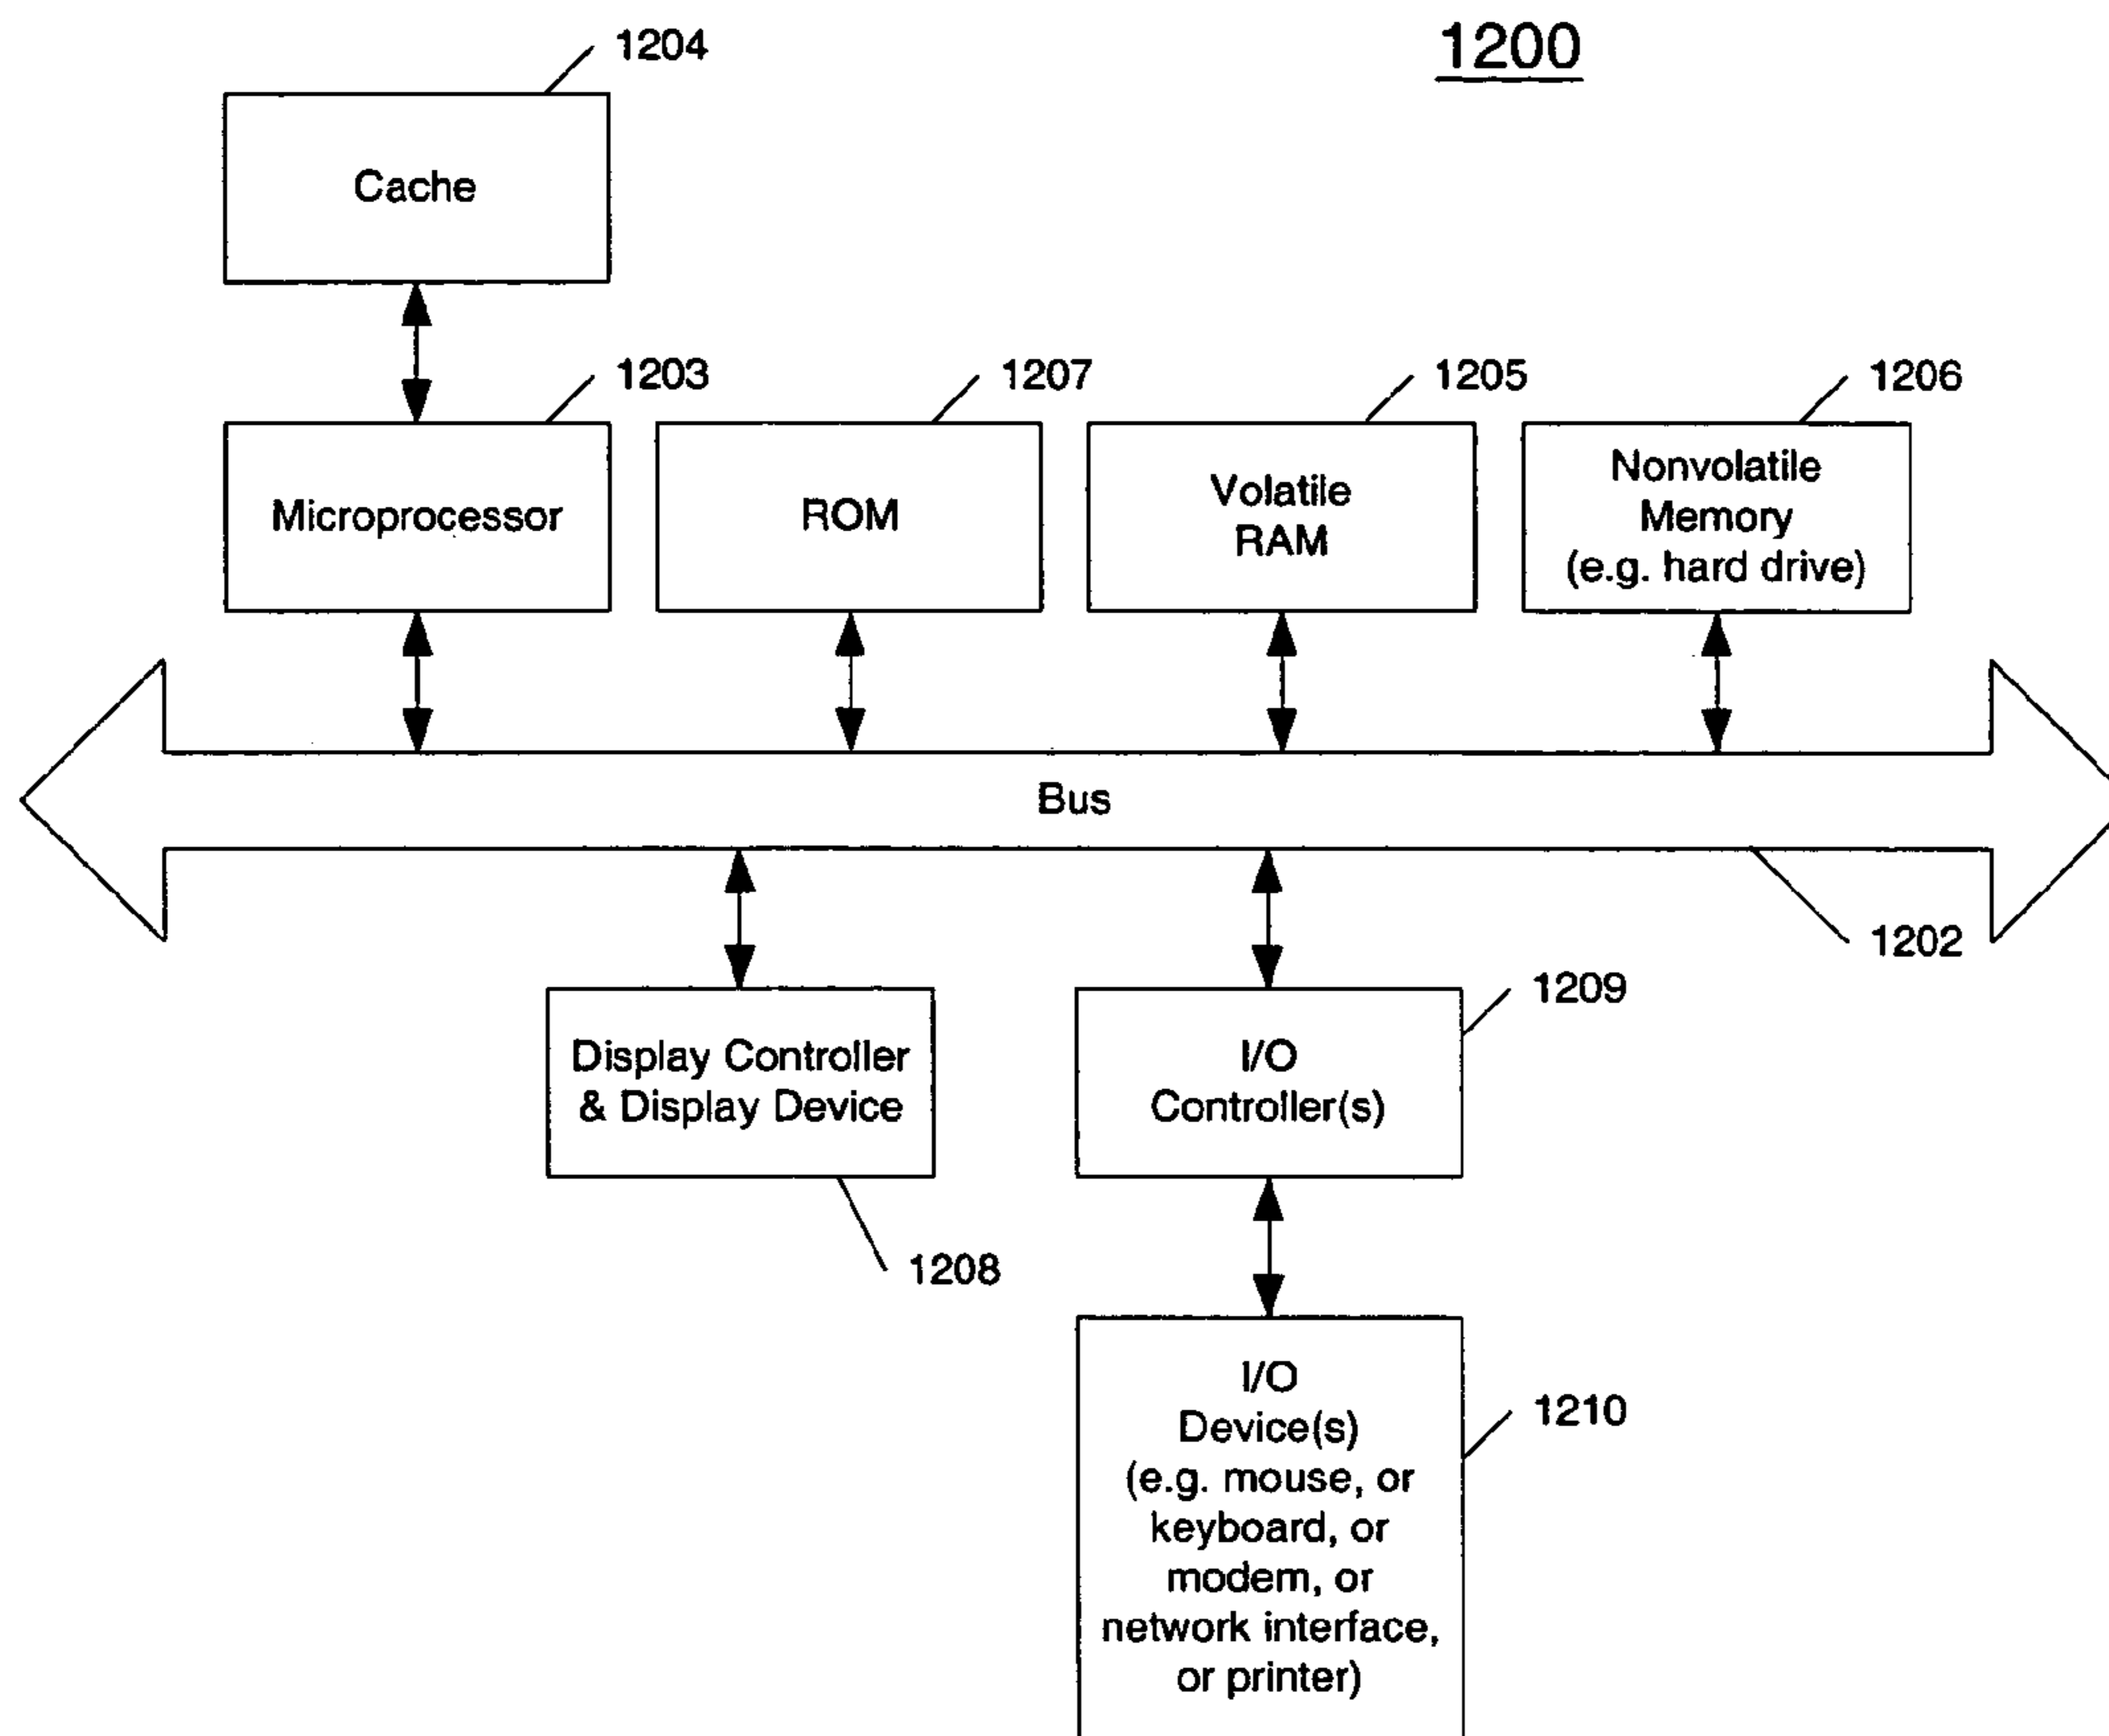 1200
1204
Cache
1203
1207
1205
1206
Microprocessor
ROM
Volatile
RAM
Nonvolatile
Memory
(e.g. hard drive)
Bus
1202
1209
Display Controller
& Display Device
I/O
Controller(s)
1208
1210
I/O
Device(s)
(e.g. mouse, or
keyboard, or
modem, or
network interface,
or printer)